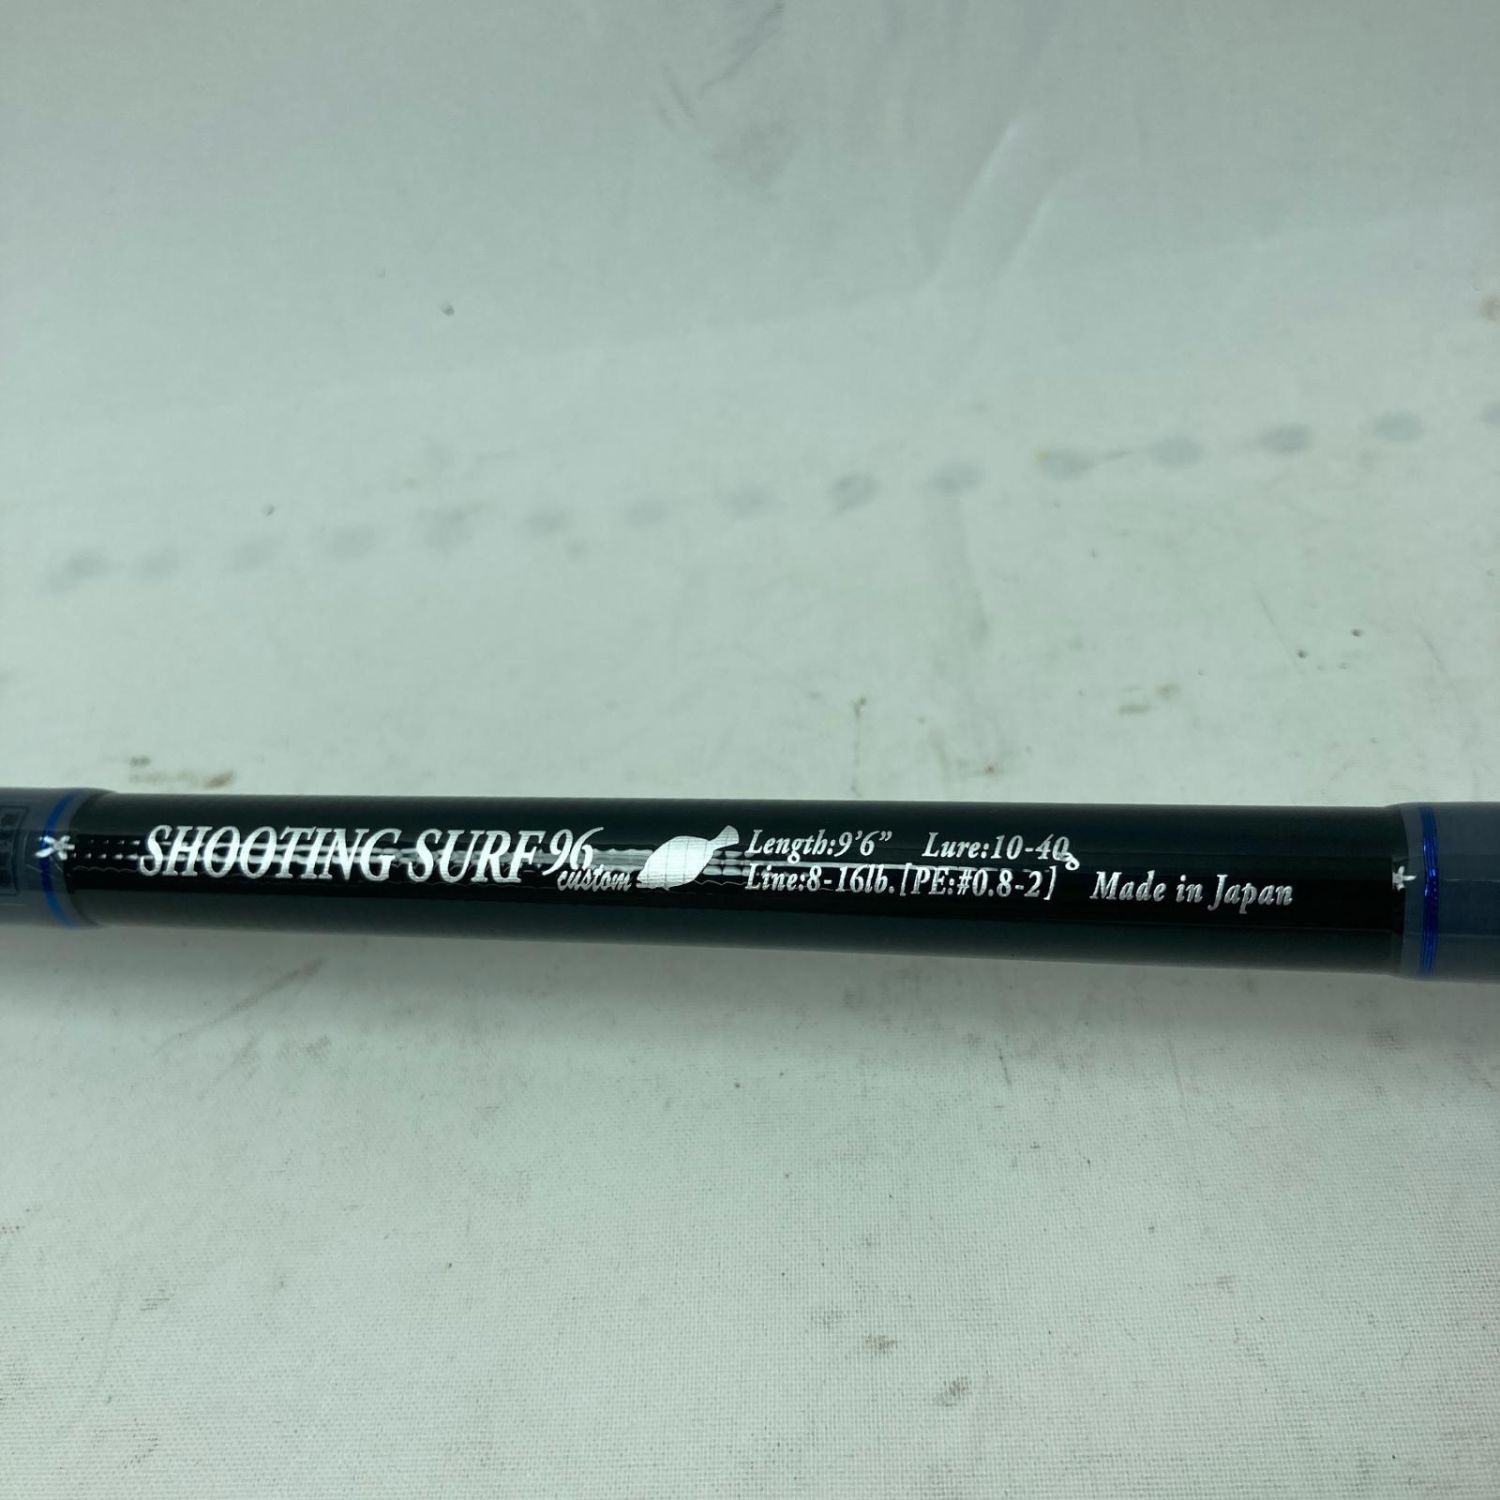 SHOOTING SURF 96
custom
Length:9'6" Lure:10-40g
Line:8-16lb.[PE:#0.8-2]
Made in Japan